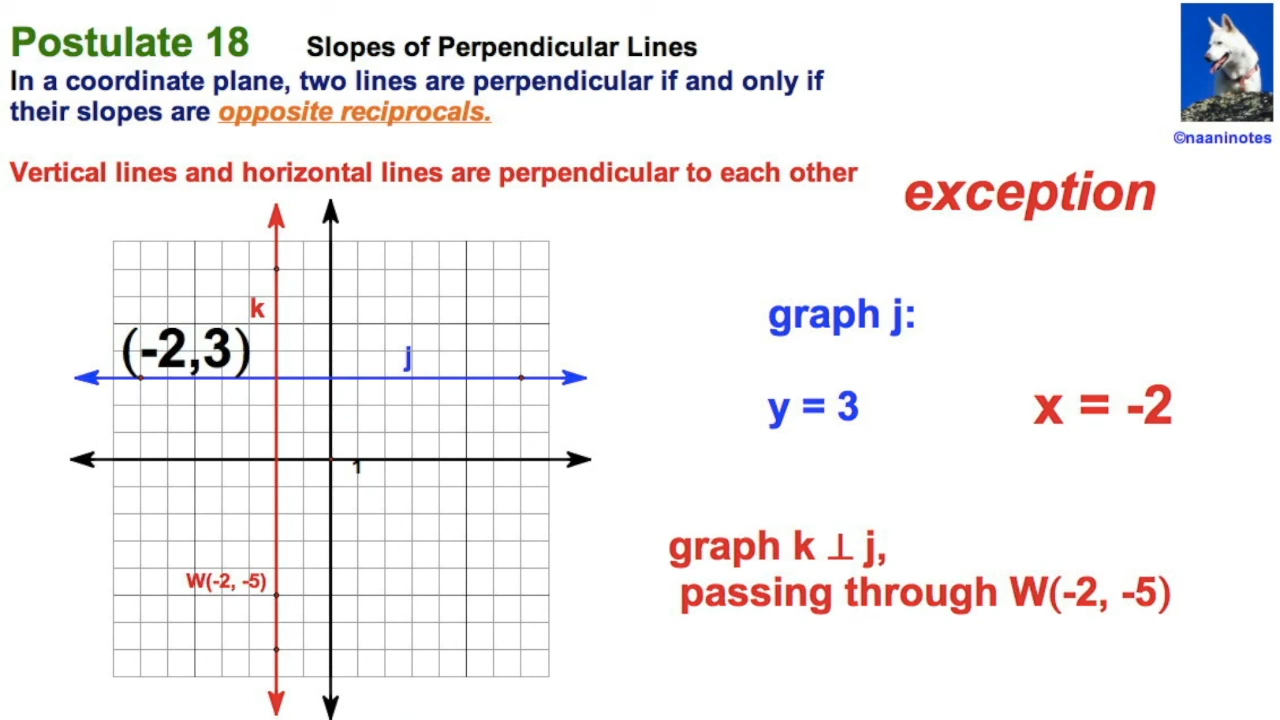 Postulate 18 Slopes of Perpendicular Lines
In a coordinate plane, two lines are perpendicular if and only if
their slopes are opposite reciprocals.
©naaninotes
Vertical lines and horizontal lines are perpendicular to each other
exception
k
(-2,3)
j
1
W(-2, -5)
graph j:
y = 3
x = -2
graph k ⊥ j,
passing through W(-2, -5)